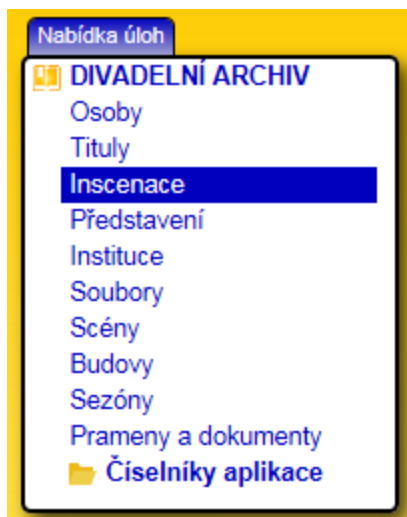 Nabídka úloh
DIVADELNÍ ARCHIV
Osoby
Tituly
Inscenace
Představení
Instituce
Soubory
Scény
Budovy
Sezóny
Prameny a dokumenty
Číselníky aplikace